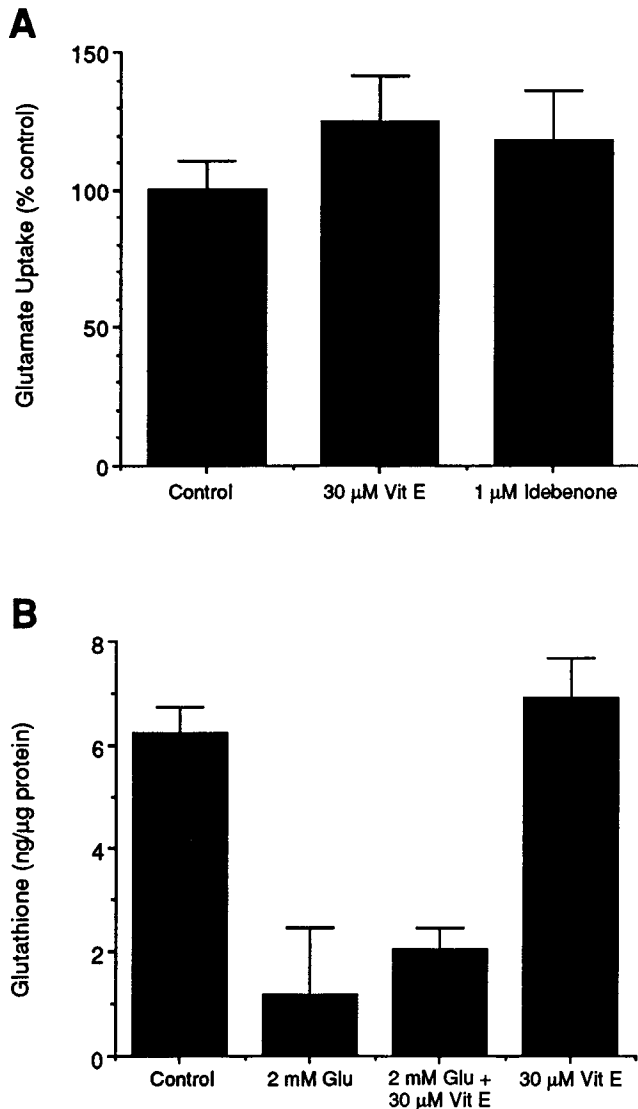 A
Glutamate Uptake (% control)
150
100
50
0
Control
30 μM Vit E
1 μM Idebenone
B
Glutathione (ng/μg protein)
8
6
4
2
0
Control
2 mM Glu
2 mM Glu +
30 μM Vit E
30 μM Vit E